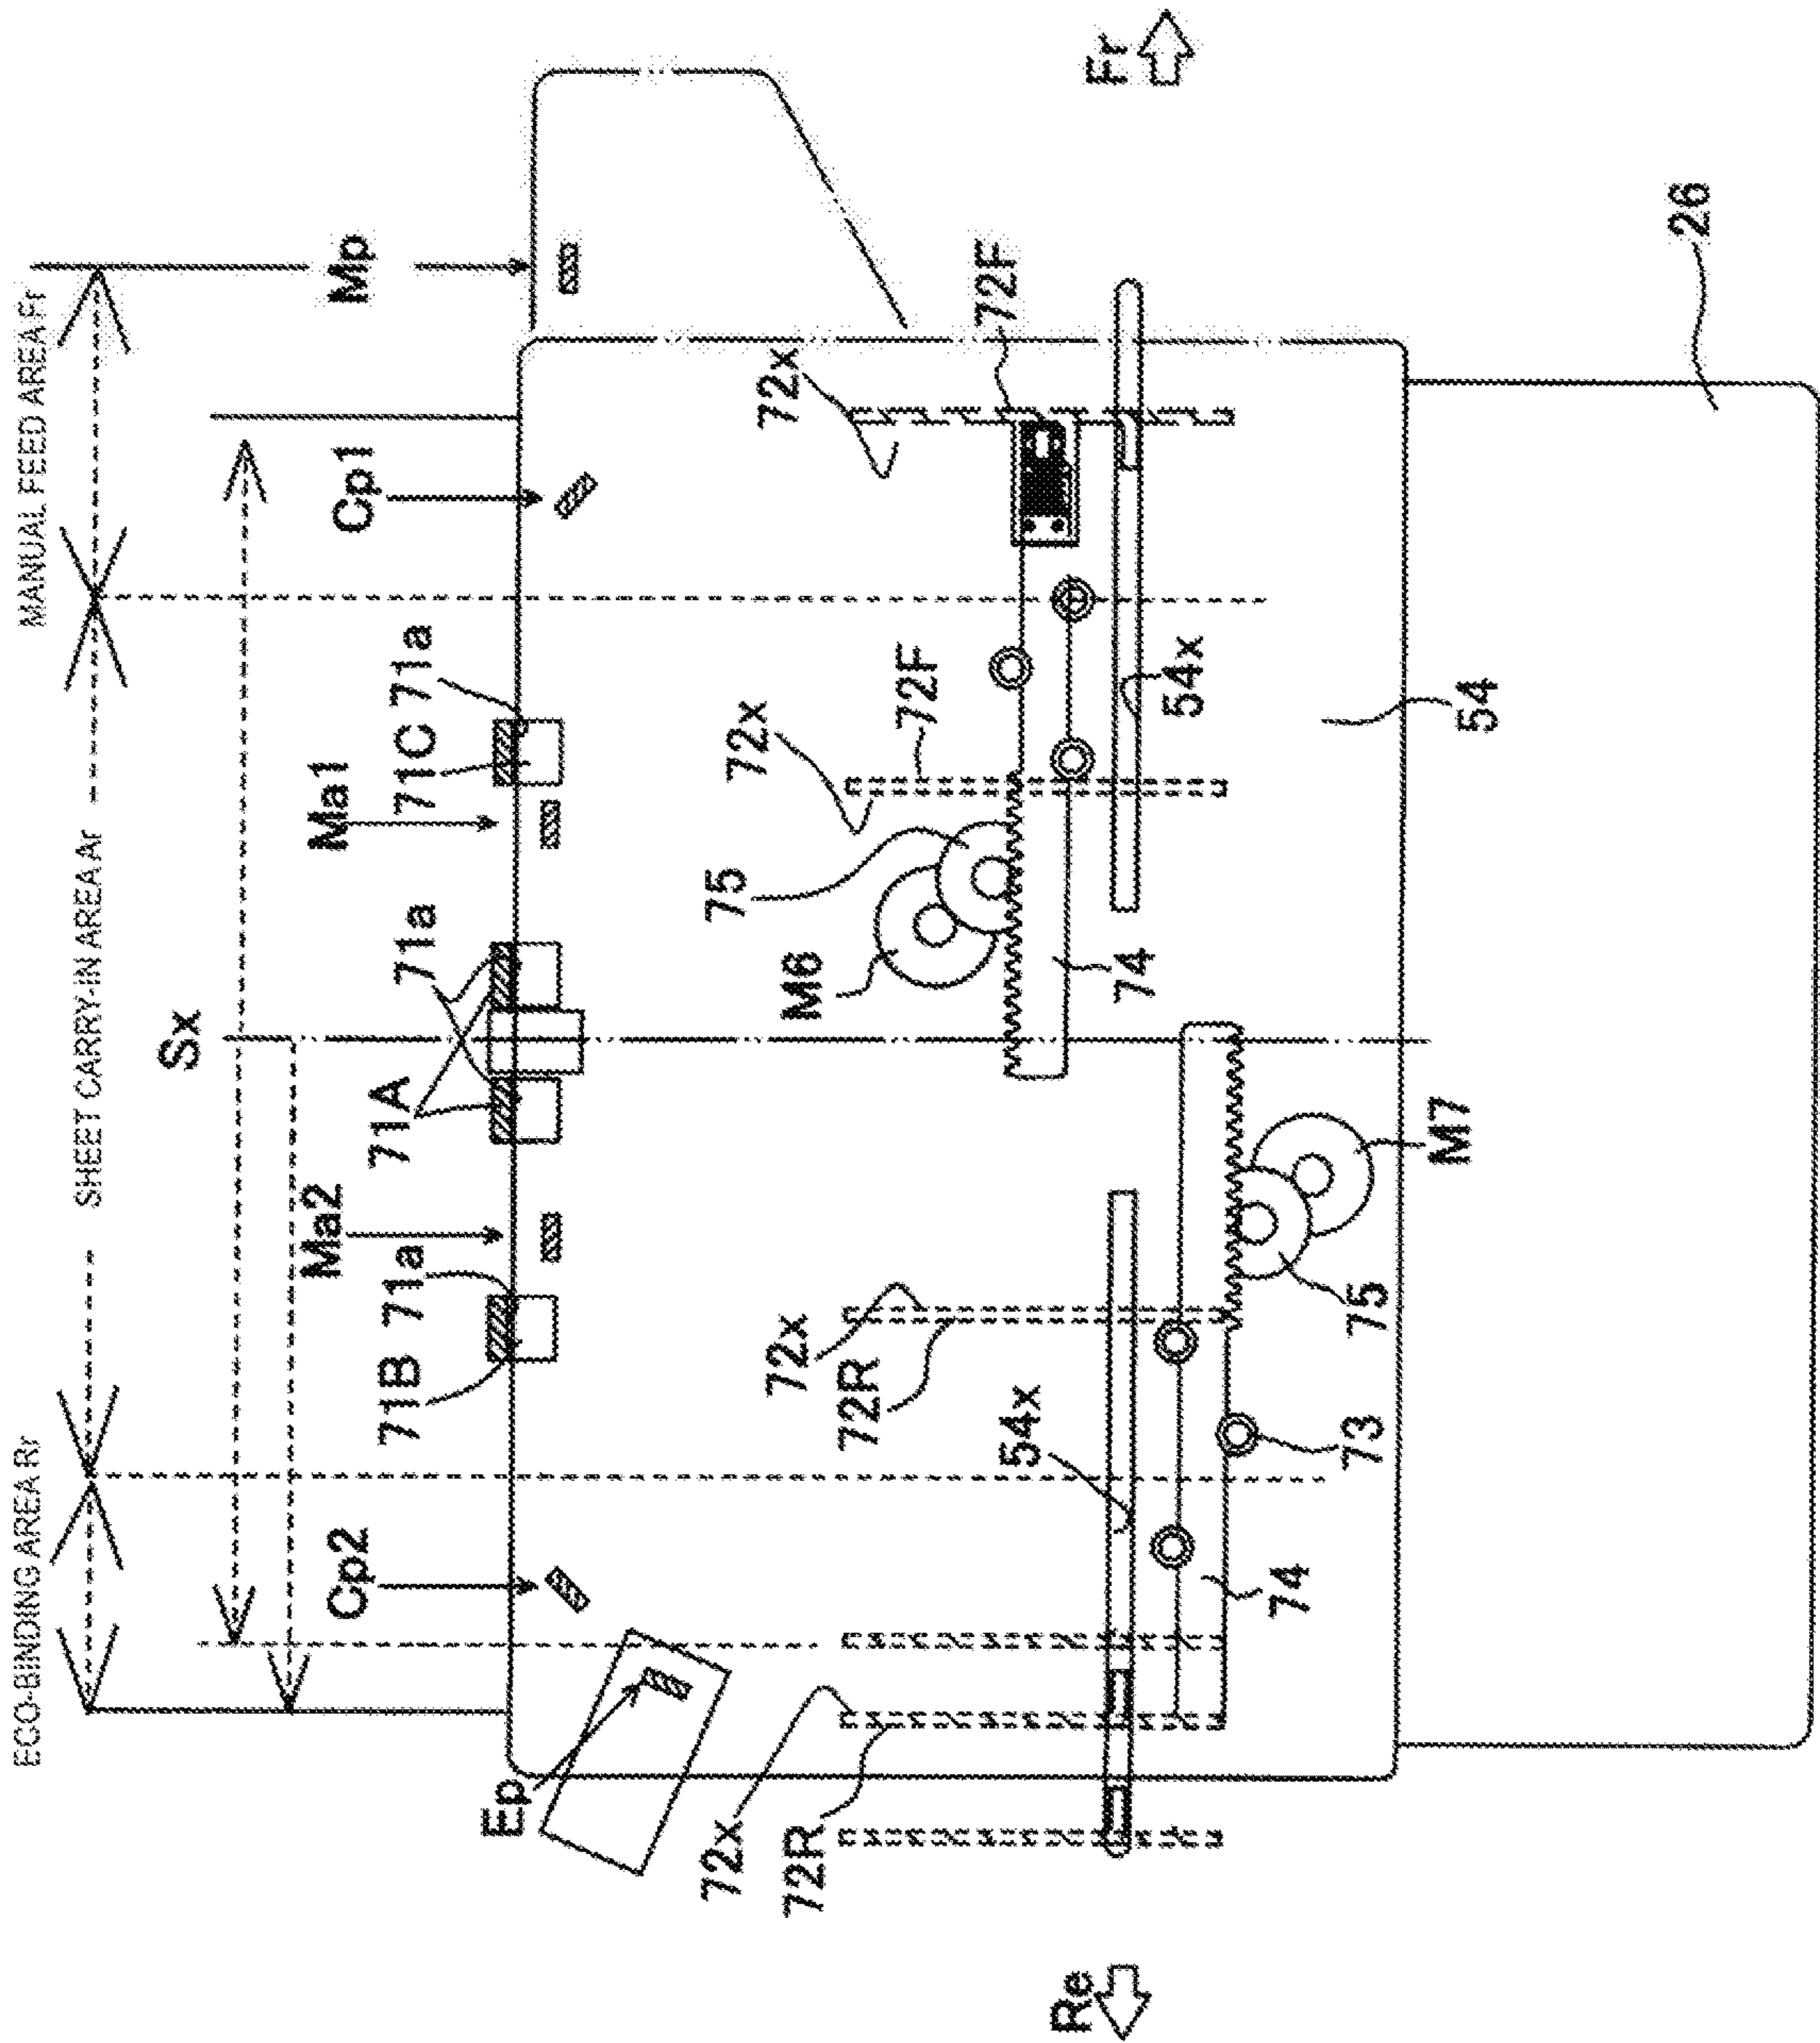 MANUAL FEED AREA Fr
SHEET CARRY-IN AREA Ar
ECO-BINDING AREA Rr
Sx
Mp
Cp1
Ma1
71C
71a
71a
71A
Ma2
71B
71a
Cp2
Ep
Fr
72F
72x
72x
72F
75
M6
74
54x
26
54
M7
75
73
74
72x
72R
54x
72x
72R
Re